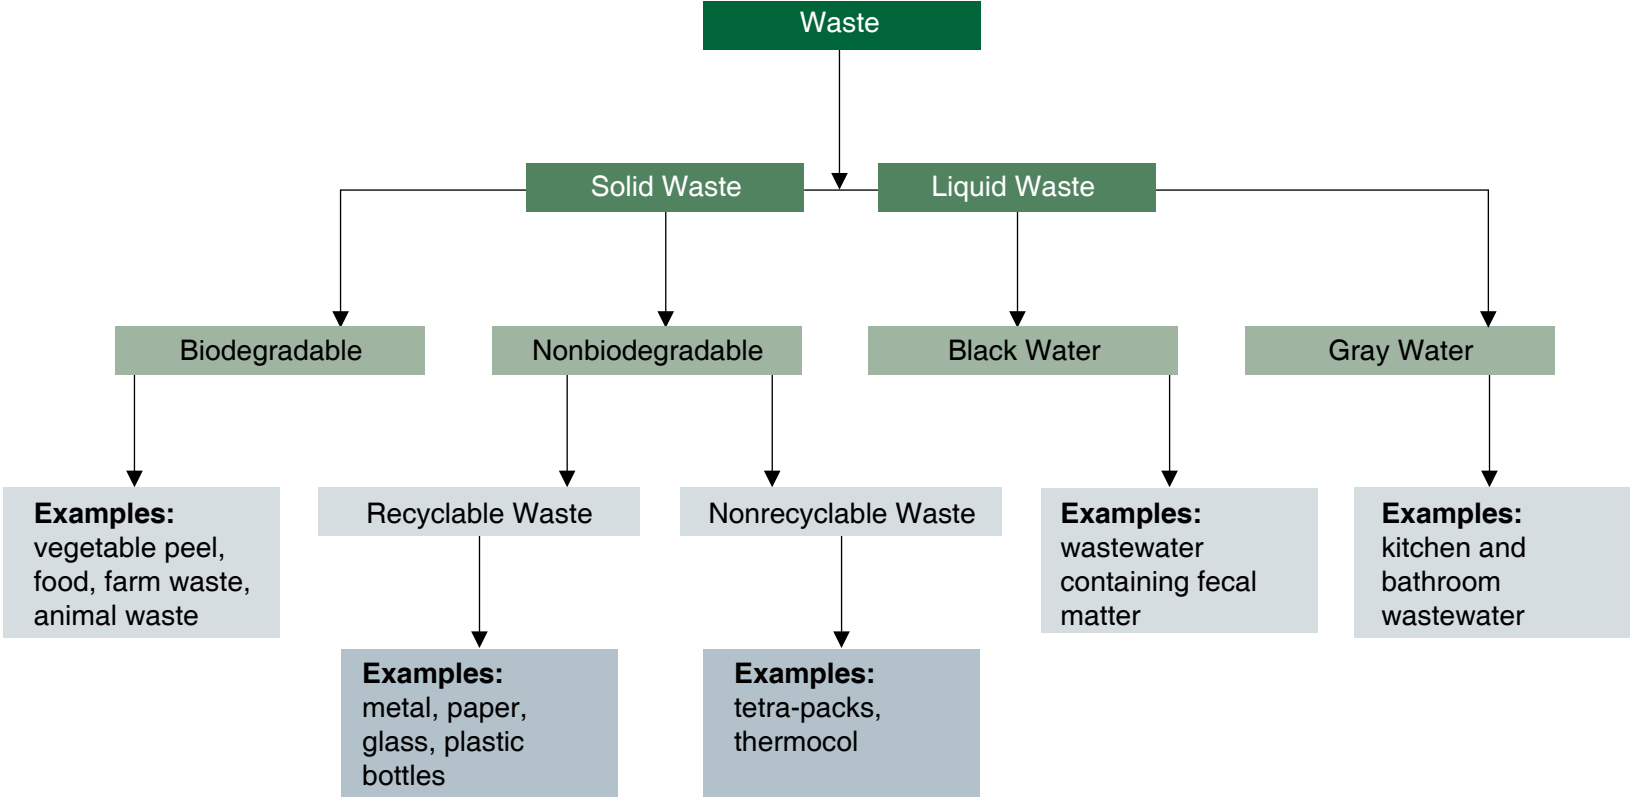 Waste
Solid Waste
Liquid Waste
Biodegradable
Nonbiodegradable
Black Water
Gray Water
Examples:
vegetable peel,
food, farm waste,
animal waste
Recyclable Waste
Nonrecyclable Waste
Examples:
wastewater
containing fecal
matter
Examples:
kitchen and
bathroom
wastewater
Examples:
metal, paper,
glass, plastic
bottles
Examples:
tetra-packs,
thermocol